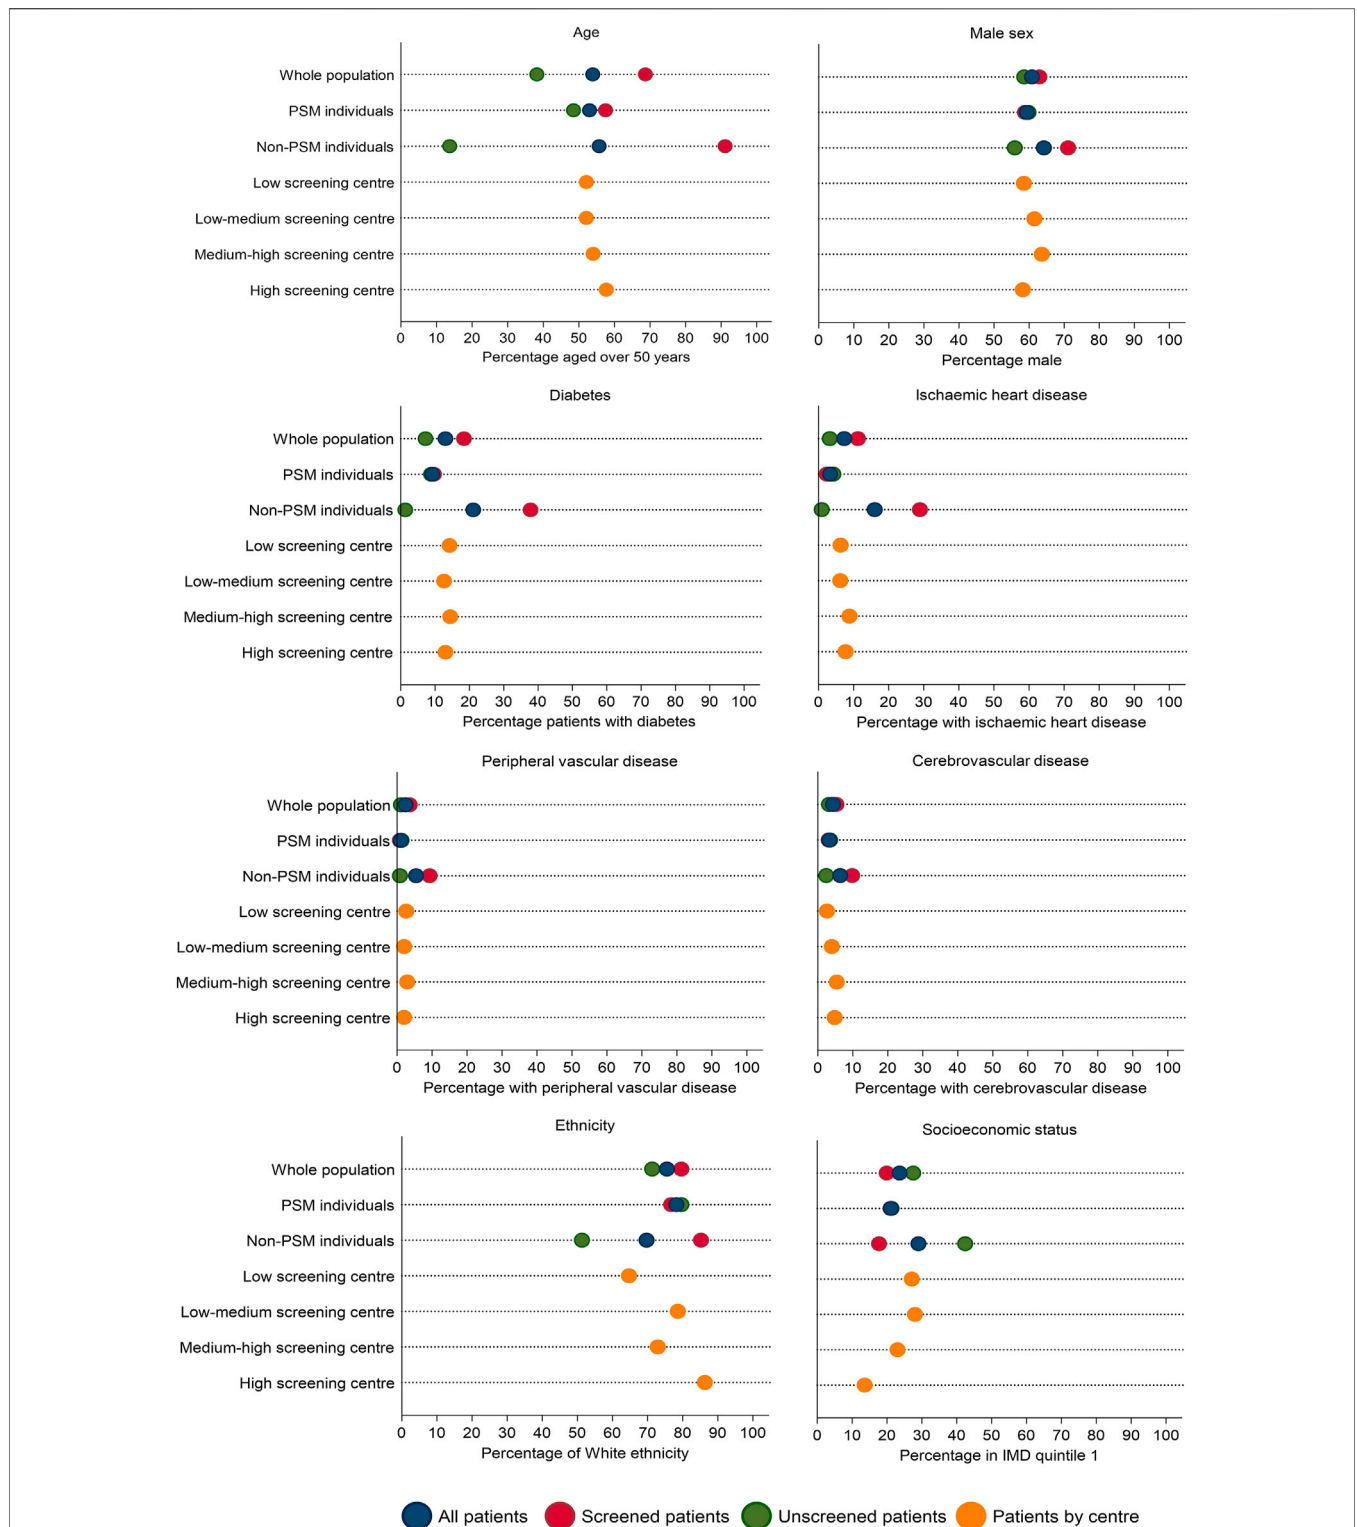 Age
Whole population
PSM individuals
Non-PSM individuals
Low screening centre
Low-medium screening centre
Medium-high screening centre
High screening centre
0 10 20 30 40 50 60 70 80 90 100
Percentage aged over 50 years
Male sex
0 10 20 30 40 50 60 70 80 90 100
Percentage male
Diabetes
Whole population
PSM individuals
Non-PSM individuals
Low screening centre
Low-medium screening centre
Medium-high screening centre
High screening centre
0 10 20 30 40 50 60 70 80 90 100
Percentage patients with diabetes
Ischaemic heart disease
0 10 20 30 40 50 60 70 80 90 100
Percentage with ischaemic heart disease
Peripheral vascular disease
Whole population
PSM individuals
Non-PSM individuals
Low screening centre
Low-medium screening centre
Medium-high screening centre
High screening centre
0 10 20 30 40 50 60 70 80 90 100
Percentage with peripheral vascular disease
Cerebrovascular disease
0 10 20 30 40 50 60 70 80 90 100
Percentage with cerebrovascular disease
Ethnicity
Whole population
PSM individuals
Non-PSM individuals
Low screening centre
Low-medium screening centre
Medium-high screening centre
High screening centre
0 10 20 30 40 50 60 70 80 90 100
Percentage of White ethnicity
Socioeconomic status
0 10 20 30 40 50 60 70 80 90 100
Percentage in IMD quintile 1
All patients Screened patients Unscreened patients Patients by centre